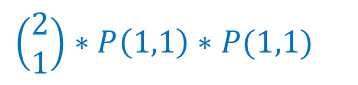 (2 1) * P(1,1) * P(1,1)